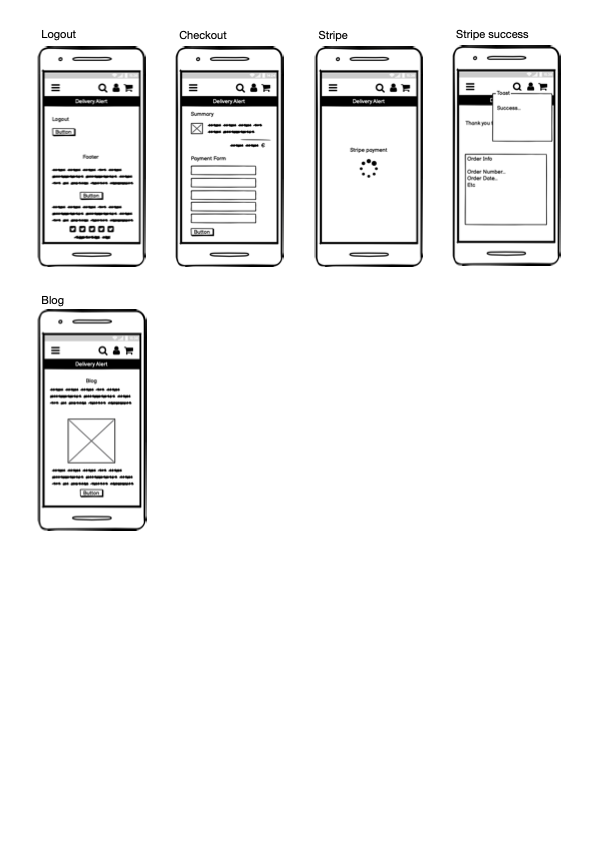 Logout
Checkout
Stripe
Stripe success
Delivery Alert
Logout
Button
Footer
Button
Delivery Alert
Summary
€
Payment Form
Button
Delivery Alert
Stripe payment
Toast
Success..
Thank you
Order Info
Order Number..
Order Date..
Etc
Blog
Delivery Alert
Blog
Button